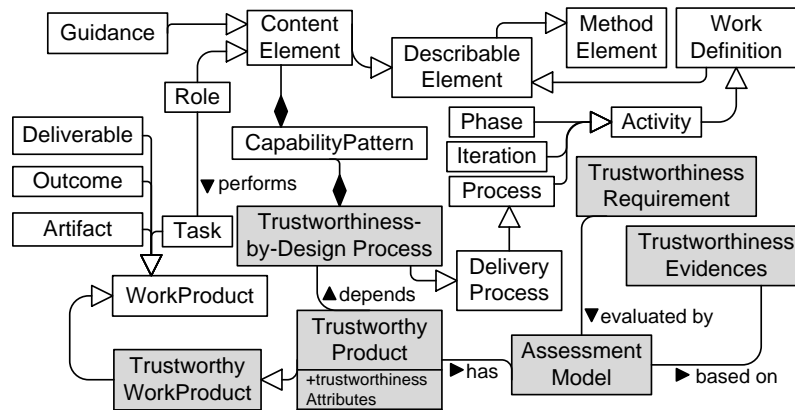 Guidance
Content
Element
Describable
Element
Method
Element
Work
Definition
Role
Deliverable
CapabilityPattern
Phase
Activity
Iteration
Outcome
▼ performs
Process
Trustworthiness
Requirement
Artifact
Task
Trustworthiness-
by-Design Process
Trustworthiness
Evidences
WorkProduct
Delivery
Process
▲depends
▼evaluated by
Trustworthy
Product
+trustworthiness
Attributes
Trustworthy
WorkProduct
►has
Assessment
Model
► based on